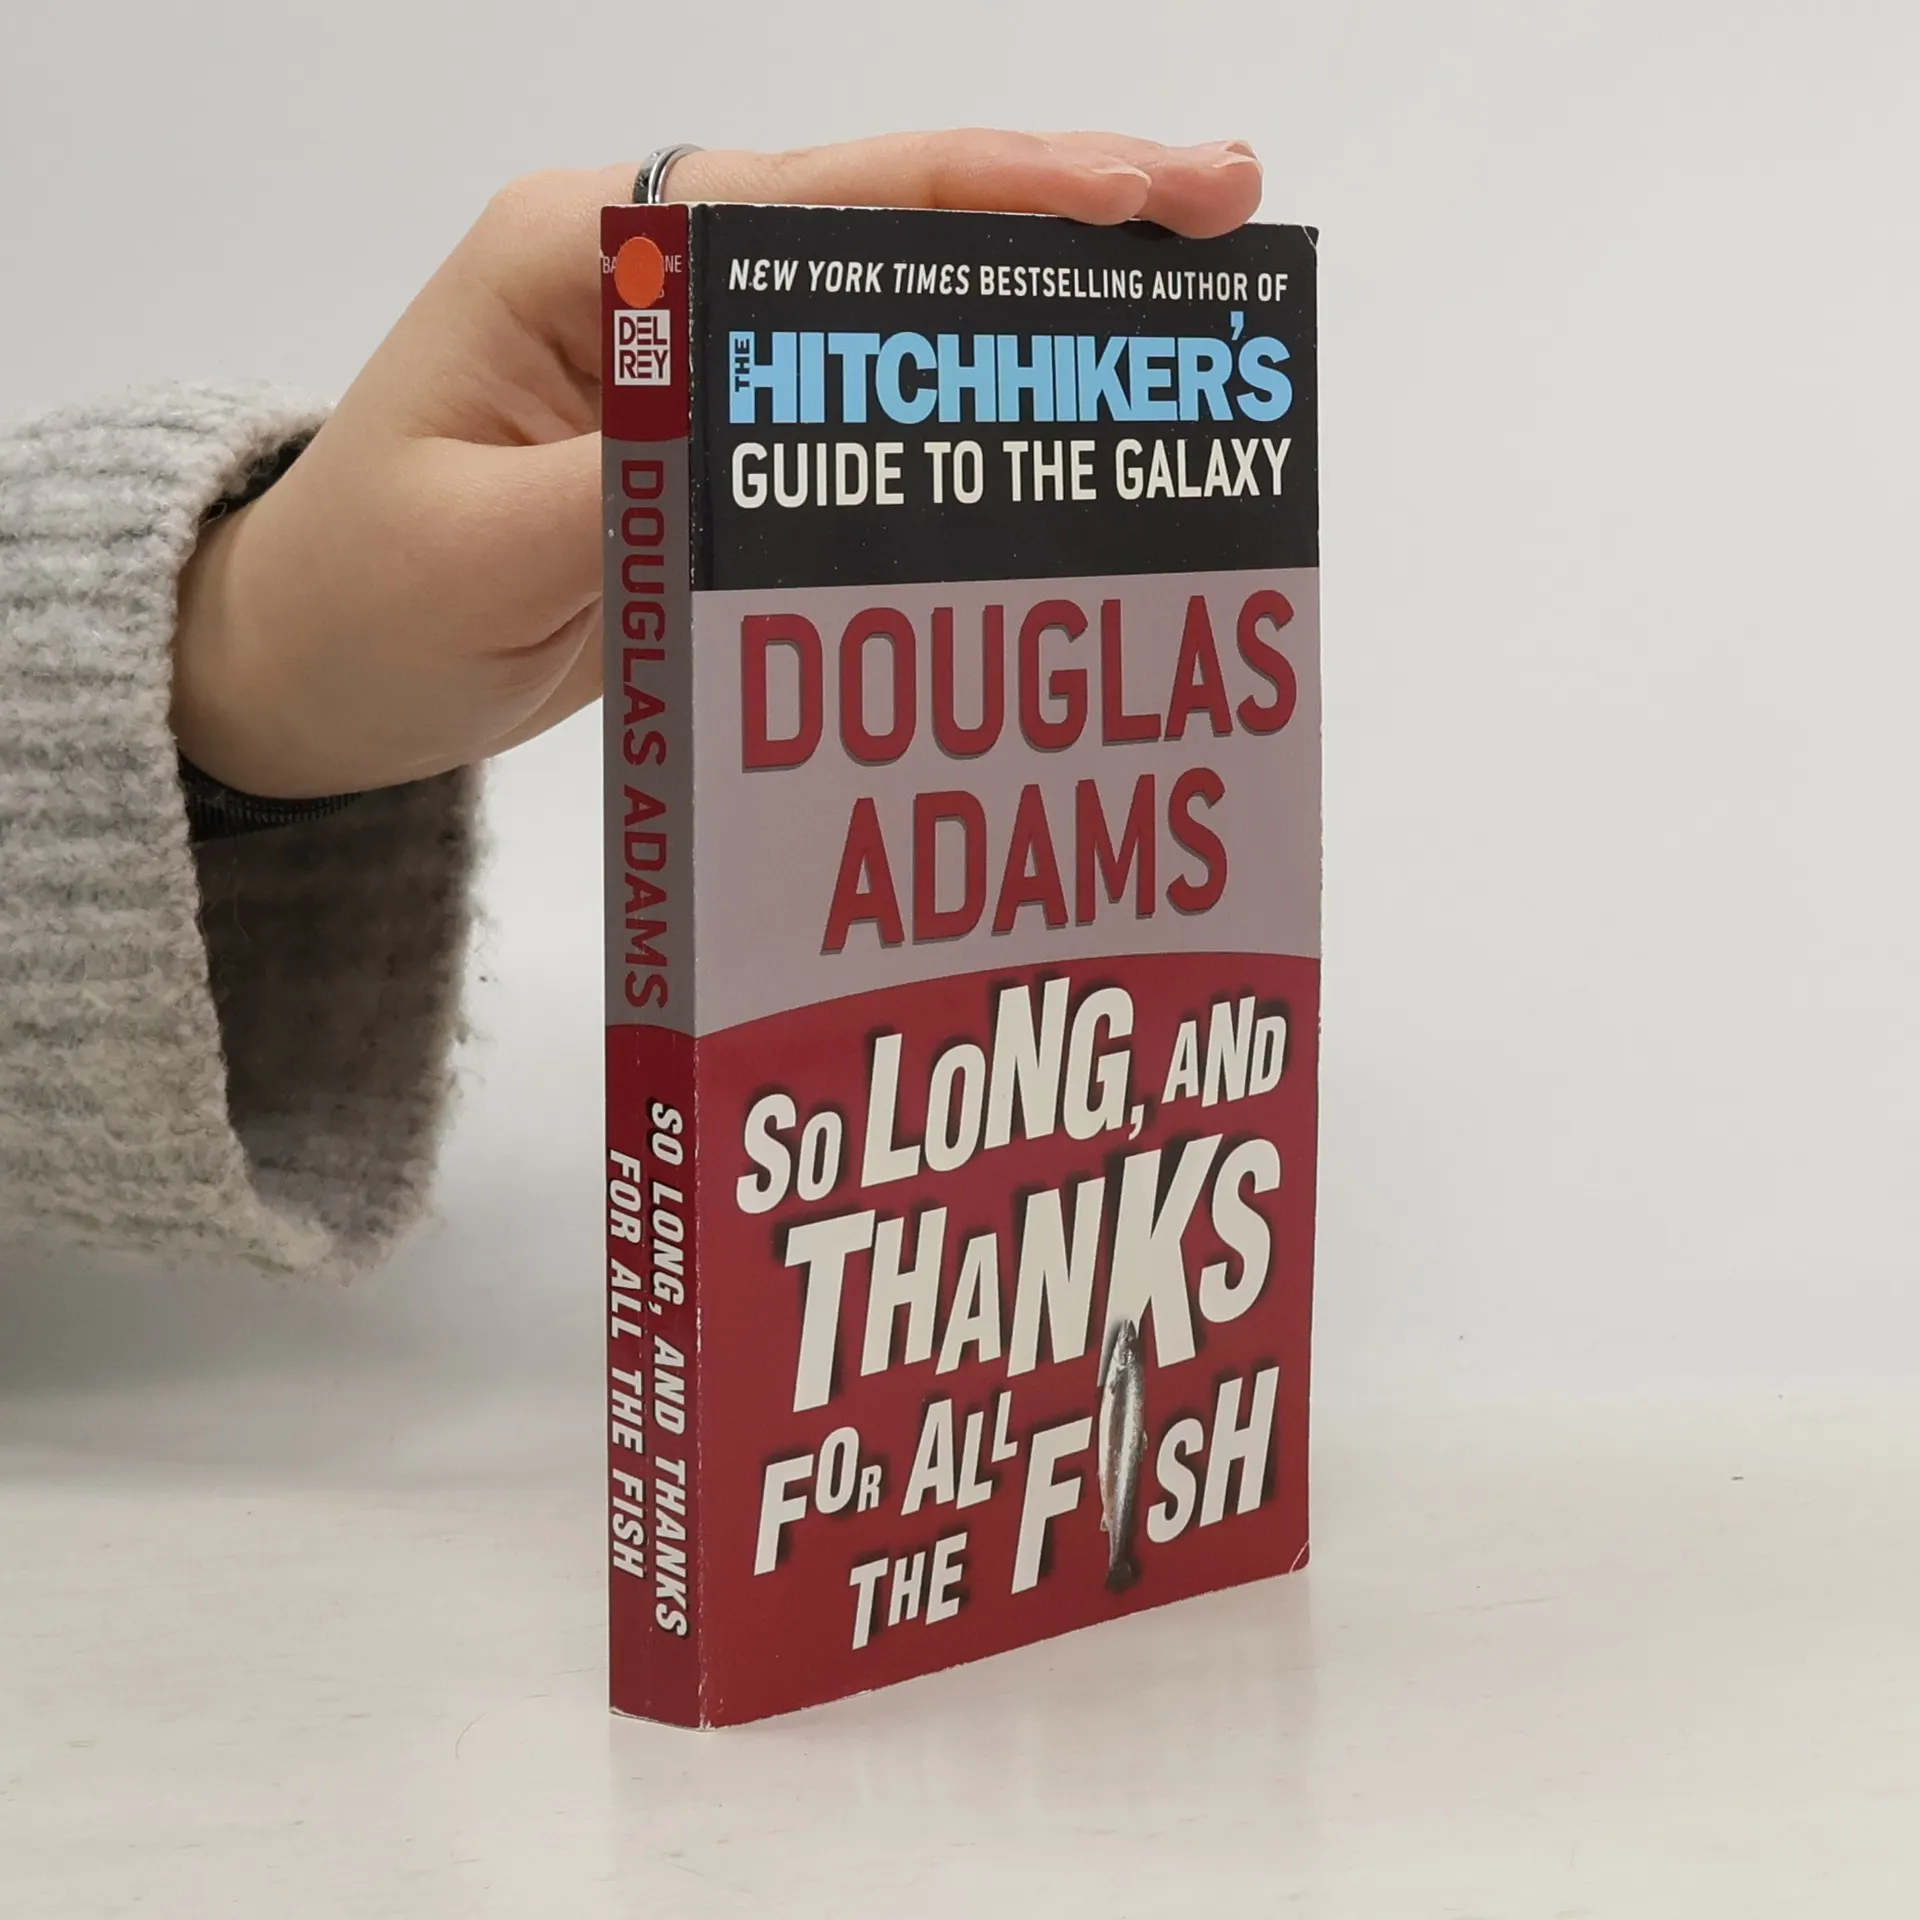 DEL
REY
DOUGLAS ADAMS
SO LONG, AND THANKS
FOR ALL THE FISH
NEW YORK TIMES BESTSELLING AUTHOR OF
THE HITCHHIKER'S
GUIDE TO THE GALAXY
DOUGLAS
ADAMS
SO LONG, AND
THANKS
FOR ALL
THE FISH